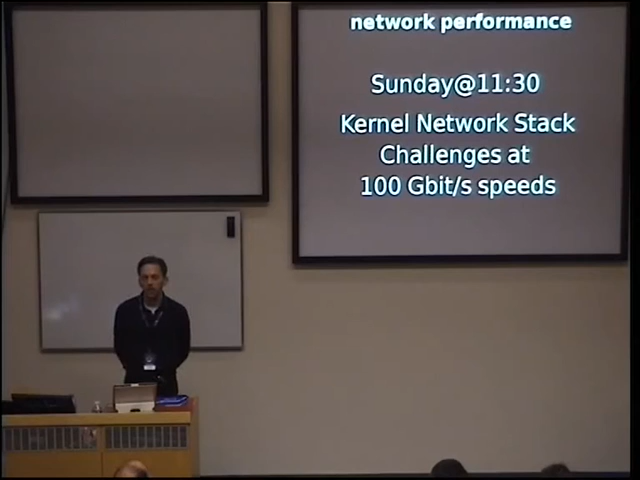 network performance
Sunday@11:30
Kernel Network Stack
Challenges at
100 Gbit/s speeds